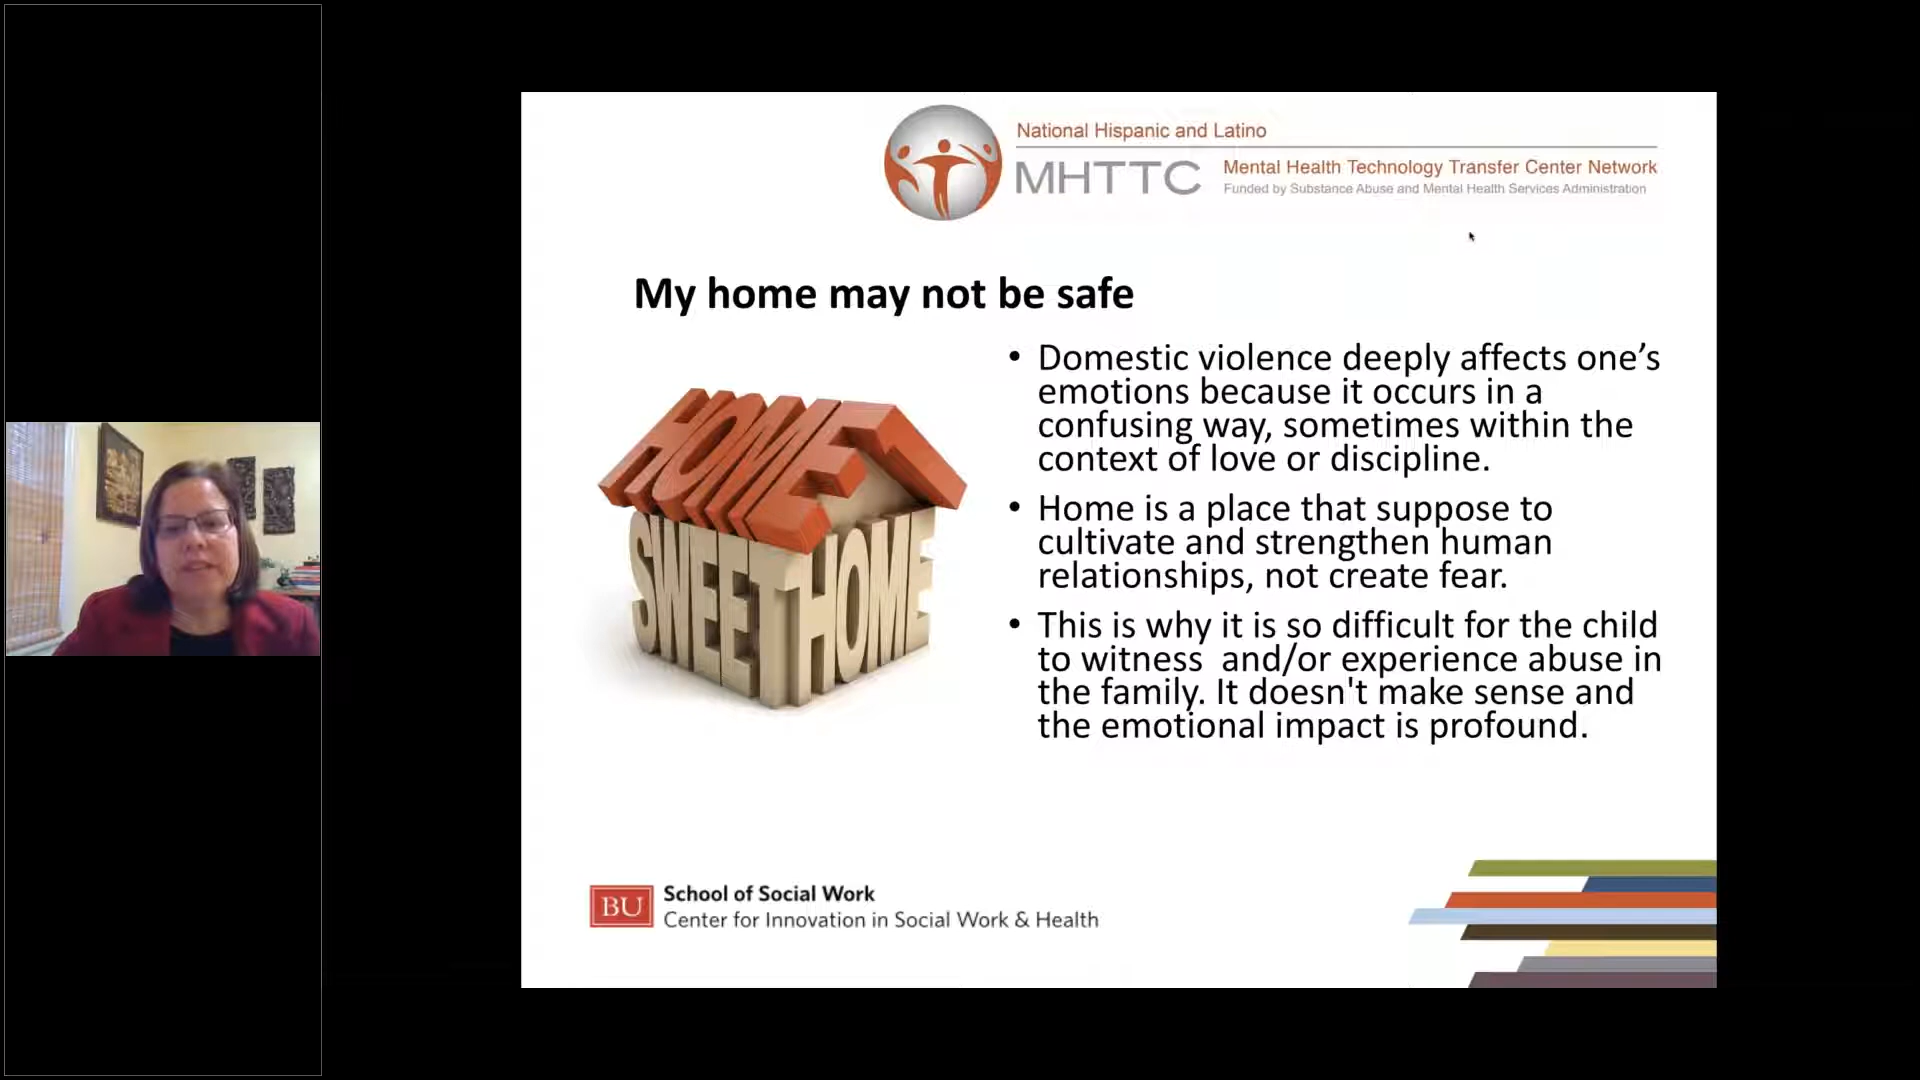 National Hispanic and Latino
MHTTC
Mental Health Technology Transfer Center Network
Funded by Substance Abuse and Mental Health Services Administration
My home may not be safe
HOME
SWEET HOME
• Domestic violence deeply affects one’s
emotions because it occurs in a
confusing way, sometimes within the
context of love or discipline.
• Home is a place that suppose to
cultivate and strengthen human
relationships, not create fear.
• This is why it is so difficult for the child
to witness  and/or experience abuse in
the family. It doesn't make sense and
the emotional impact is profound.
BU
School of Social Work
Center for Innovation in Social Work & Health